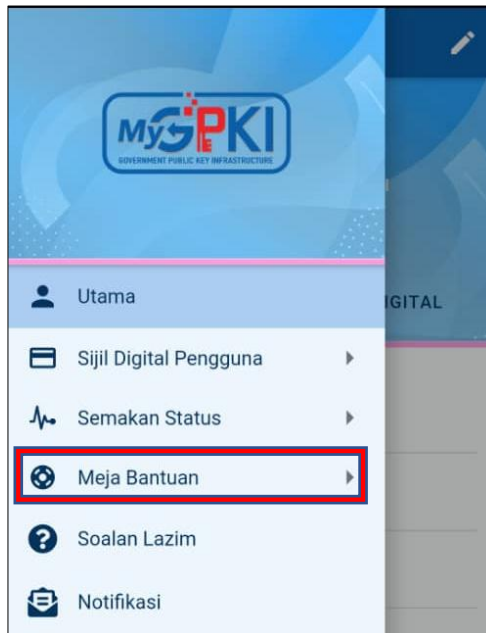 MyGPKI
GOVERNMENT PUBLIC KEY INFRASTRUCTURE
Utama
IGITAL
Sijil Digital Pengguna
Semakan Status
Meja Bantuan
Soalan Lazim
Notifikasi